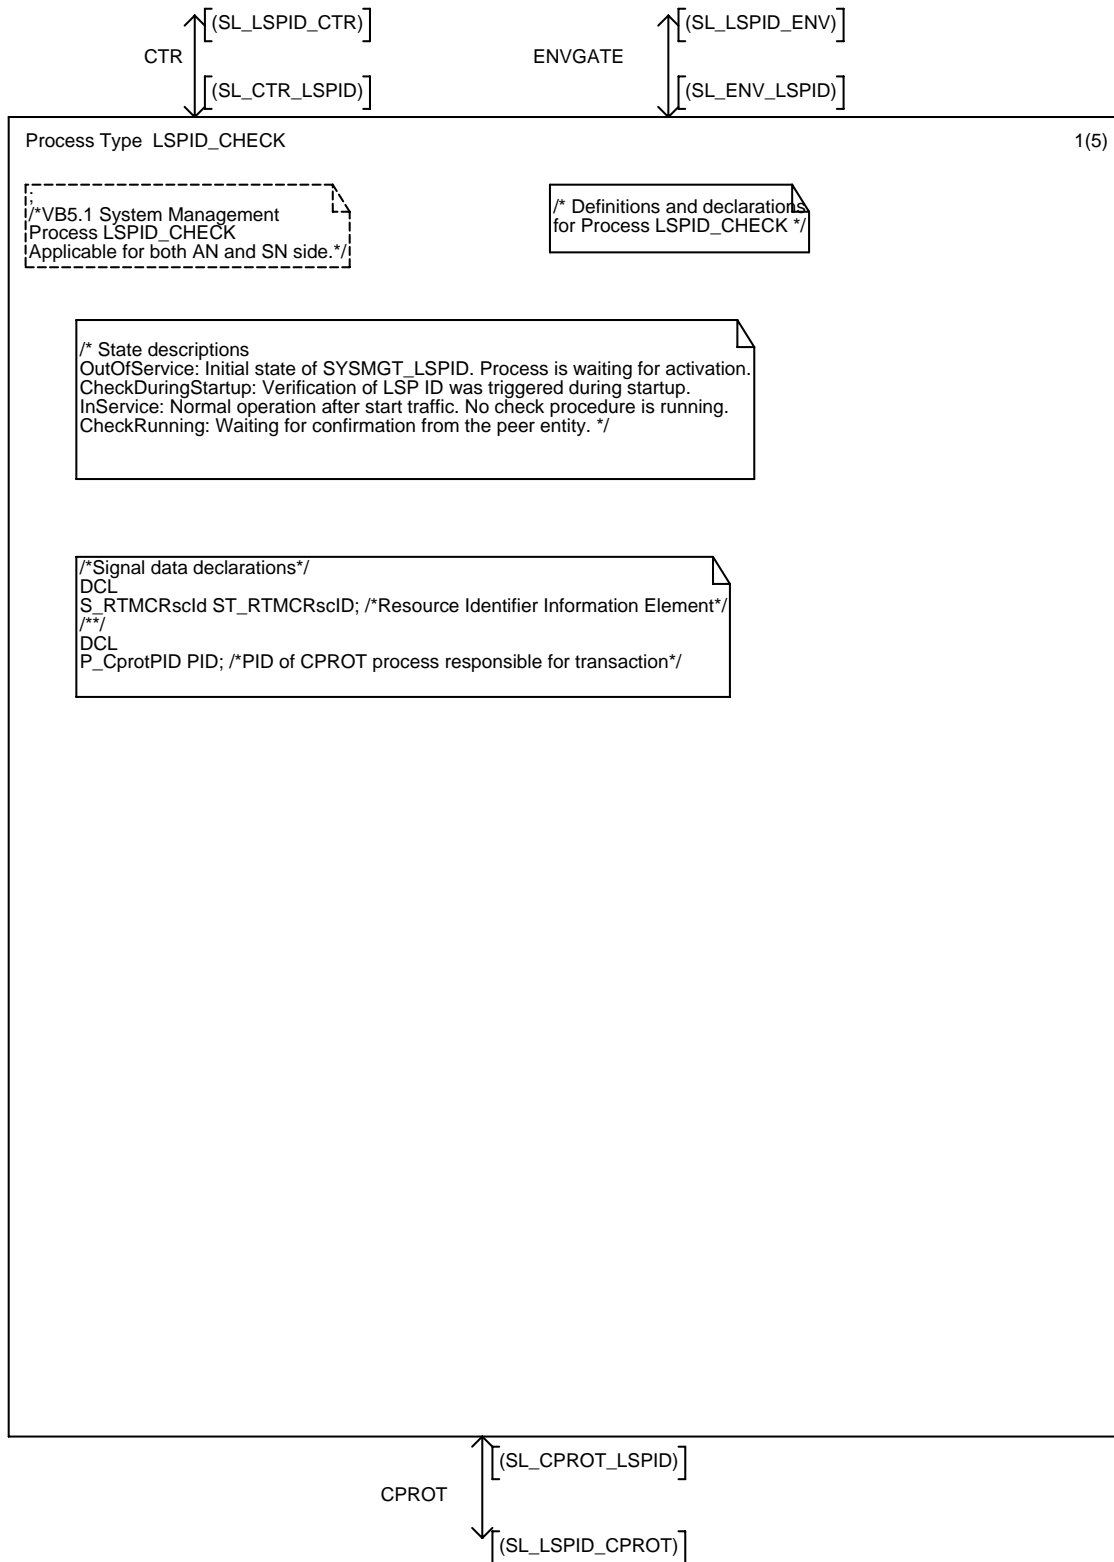 (SL_LSPID_CTR)
(SL_LSPID_ENV)
CTR
ENVGATE
(SL_CTR_LSPID)
(SL_ENV_LSPID)
Process Type LSPID_CHECK
1(5)
;
/*VB5.1 System Management
Process LSPID_CHECK
Applicable for both AN and SN side.*/
/* Definitions and declarations
for Process LSPID_CHECK */
/* State descriptions
OutOfService: Initial state of SYSMGT_LSPID. Process is waiting for activation.
CheckDuringStartup: Verification of LSP ID was triggered during startup.
InService: Normal operation after start traffic. No check procedure is running.
CheckRunning: Waiting for confirmation from the peer entity. */
/*Signal data declarations*/
DCL
S_RTMCRscId ST_RTMCRscID; /*Resource Identifier Information Element*/
/**/
DCL
P_CprotPID PID; /*PID of CPROT process responsible for transaction*/
(SL_CPROT_LSPID)
CPROT
(SL_LSPID_CPROT)